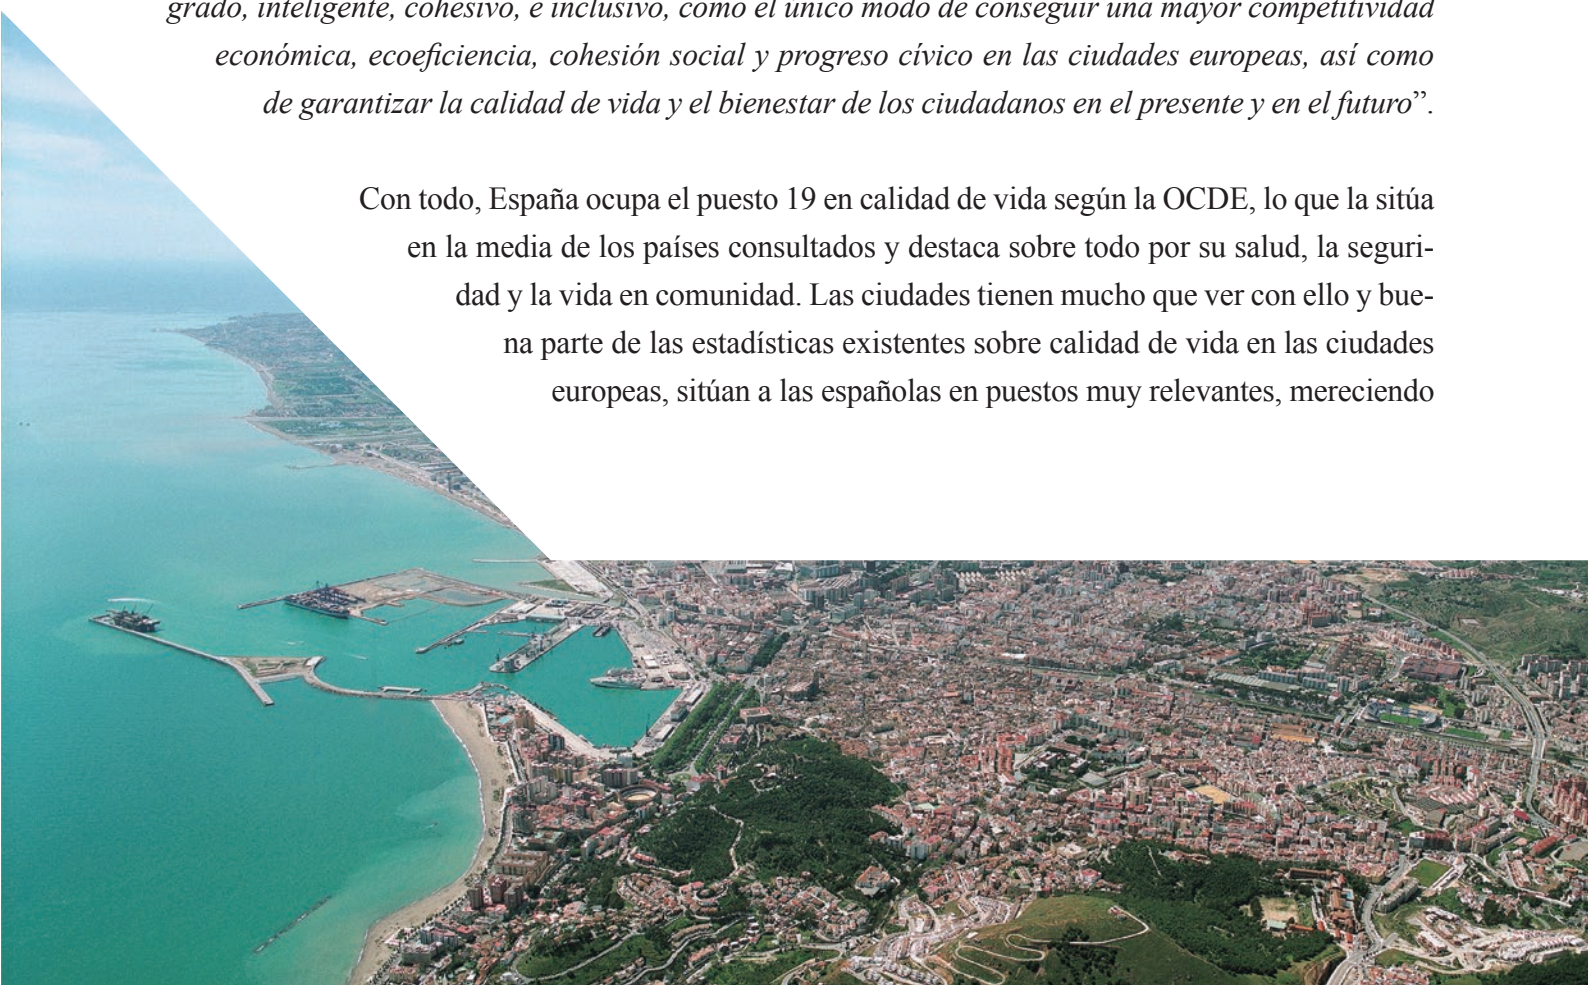 grado, inteligente, cohesivo, e inclusivo, como el único modo de conseguir una mayor competitividad
económica, ecoeficiencia, cohesión social y progreso cívico en las ciudades europeas, así como
de garantizar la calidad de vida y el bienestar de los ciudadanos en el presente y en el futuro”.
Con todo, España ocupa el puesto 19 en calidad de vida según la OCDE, lo que la sitúa
en la media de los países consultados y destaca sobre todo por su salud, la seguri-
dad y la vida en comunidad. Las ciudades tienen mucho que ver con ello y bue-
na parte de las estadísticas existentes sobre calidad de vida en las ciudades
europeas, sitúan a las españolas en puestos muy relevantes, mereciendo